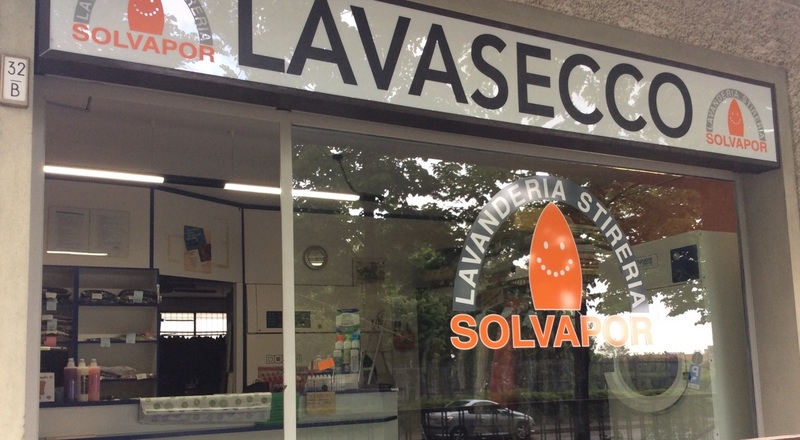 32
B
LAVANDERIA STIRERIA
SOLVAPOR
LAVASECCO
LAVANDERIA STIRERIA
SOLVAPOR
LAVANDERIA STIRERIA
SOLVAPOR